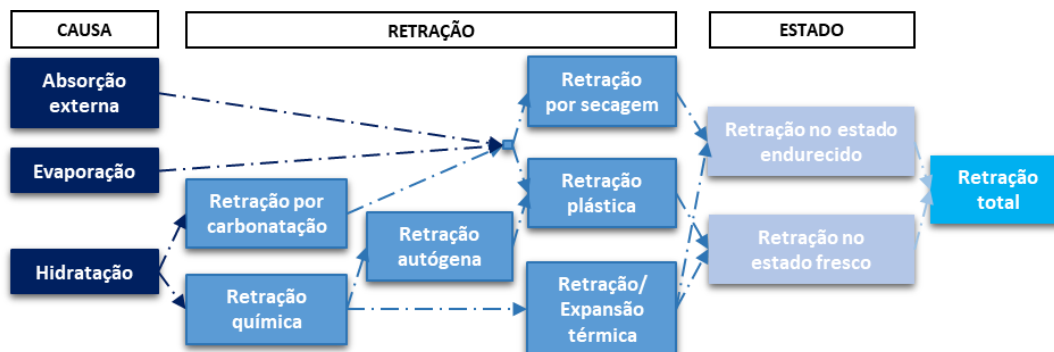 CAUSA
RETRAÇÃO
ESTADO
Absorção
externa
Evaporação
Hidratação
Retração por
carbonatação
Retração
química
Retração
autógena
Retração
por secagem
Retração
plástica
Retração/
Expansão
térmica
Retração no estado
endurecido
Retração no
estado fresco
Retração
total